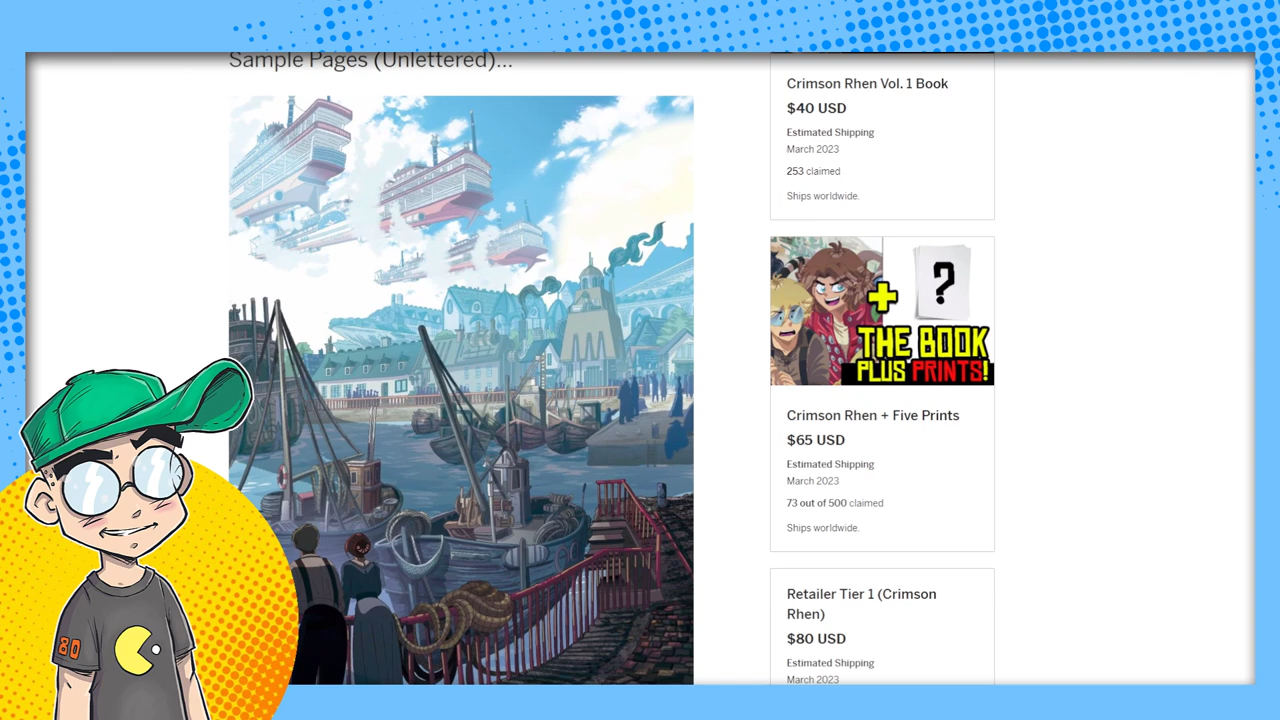 Sample Pages (Unlettered)...
Crimson Rhen Vol. 1 Book
$40 USD
Estimated Shipping
March 2023
253 claimed
Ships worldwide.
?
+
THE BOOK
PLUS PRINTS!
Crimson Rhen + Five Prints
$65 USD
Estimated Shipping
March 2023
73 out of 500 claimed
Ships worldwide.
Retailer Tier 1 (Crimson
Rhen)
$80 USD
Estimated Shipping
March 2023
80